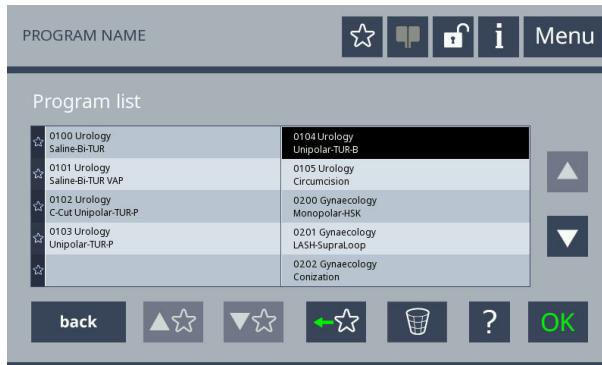 PROGRAM NAME
i
Menu
Program list
0100 Urology
Saline-Bi-TUR
0101 Urology
Saline-Bi-TUR VAP
0102 Urology
C-Cut Unipolar-TUR-P
0103 Urology
Unipolar-TUR-P
0104 Urology
Unipolar-TUR-B
0105 Urology
Circumcision
0200 Gynaecology
Monopolar-HSK
0201 Gynaecology
LASH-SupraLoop
0202 Gynaecology
Conization
back
?
OK